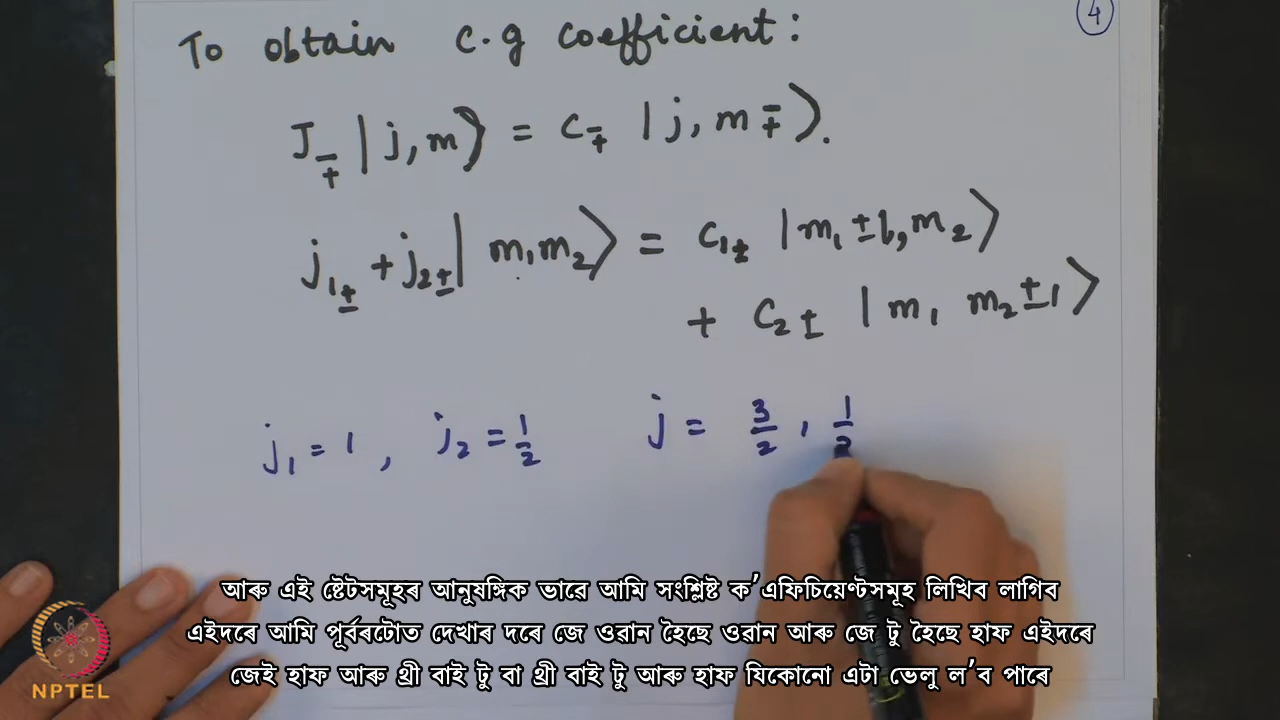 4
To obtain c.g coefficient:
J∓ |j, m⟩ = C∓ |j, m ∓ ⟩.
j₁± + j₂± | m₁m₂⟩ = C₁± |m₁ ±1, m₂⟩
+ C₂± |m₁ m₂ ±1⟩
j₁ = 1, j₂ = 1/2 j = 3/2, 1/2
আৰু এই ষ্টেটসমূহৰ আনুষঙ্গিক ভাৱে আমি সংশ্লিষ্ট ক'এফিচিয়েণ্টসমূহ লিখিব লাগিব
এইদৰে আমি পূৰ্বৰটোত দেখাৰ দৰে জে ওৱান হৈছে ওৱান আৰু জে টু হৈছে হাফ এইদৰে
জেই হাফ আৰু থ্ৰী বাই টু বা থ্ৰী বাই টু আৰু হাফ যিকোনো এটা ভেলু ল'ব পাৰে
NPTEL